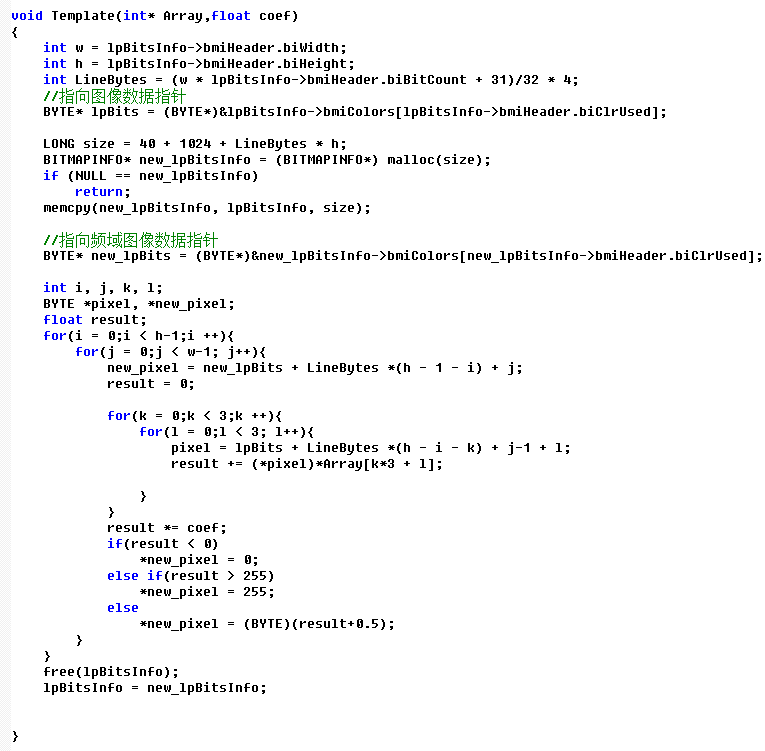 void Template(int* Array,float coef)
{
    int w = lpBitsInfo->bmiHeader.biWidth;
    int h = lpBitsInfo->bmiHeader.biHeight;
    int LineBytes = (w * lpBitsInfo->bmiHeader.biBitCount + 31)/32 * 4;
    //指向图像数据指针
    BYTE* lpBits = (BYTE*)&lpBitsInfo->bmiColors[lpBitsInfo->bmiHeader.biClrUsed];

    LONG size = 40 + 1024 + LineBytes * h;
    BITMAPINFO* new_lpBitsInfo = (BITMAPINFO*) malloc(size);
    if (NULL == new_lpBitsInfo)
        return;
    memcpy(new_lpBitsInfo, lpBitsInfo, size);

    //指向频域图像数据指针
    BYTE* new_lpBits = (BYTE*)&new_lpBitsInfo->bmiColors[new_lpBitsInfo->bmiHeader.biClrUsed];

    int i, j, k, l;
    BYTE *pixel, *new_pixel;
    float result;
    for(i = 0;i < h-1;i ++){
        for(j = 0;j < w-1; j++){
            new_pixel = new_lpBits + LineBytes *(h - 1 - i) + j;
            result = 0;

            for(k = 0;k < 3;k ++){
                for(l = 0;l < 3; l++){
                    pixel = lpBits + LineBytes *(h - i - k) + j-1 + l;
                    result += (*pixel)*Array[k*3 + l];

                }
            }
            result *= coef;
            if(result < 0)
                *new_pixel = 0;
            else if(result > 255)
                *new_pixel = 255;
            else
                *new_pixel = (BYTE)(result+0.5);
        }
    }
    free(lpBitsInfo);
    lpBitsInfo = new_lpBitsInfo;


}